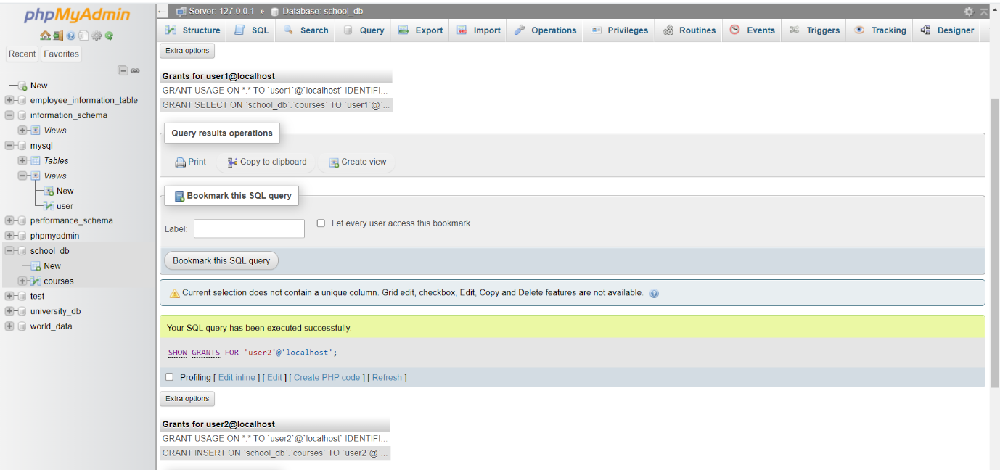 phpMyAdmin
Recent Favorites
New
employee_information_table
information_schema
Views
mysql
Tables
Views
New
user
performance_schema
phpmyadmin
school_db
New
courses
test
university_db
world_data
Server: 127.0.0.1 » Database: school_db
Structure SQL Search Query Export Import Operations Privileges Routines Events Triggers Tracking Designer
Extra options
Grants for user1@localhost
GRANT USAGE ON *.* TO `user1`@`localhost` IDENTIFI...
GRANT SELECT ON `school_db`.`courses` TO `user1`@`...
Query results operations
Print Copy to clipboard Create view
Bookmark this SQL query
Label: Let every user access this bookmark
Bookmark this SQL query
Current selection does not contain a unique column. Grid edit, checkbox, Edit, Copy and Delete features are not available.
Your SQL query has been executed successfully.
SHOW GRANTS FOR 'user2'@'localhost';
Profiling [ Edit inline ] [ Edit ] [ Create PHP code ] [ Refresh ]
Extra options
Grants for user2@localhost
GRANT USAGE ON *.* TO `user2`@`localhost` IDENTIFI...
GRANT INSERT ON `school_db`.`courses` TO `user2`@`...